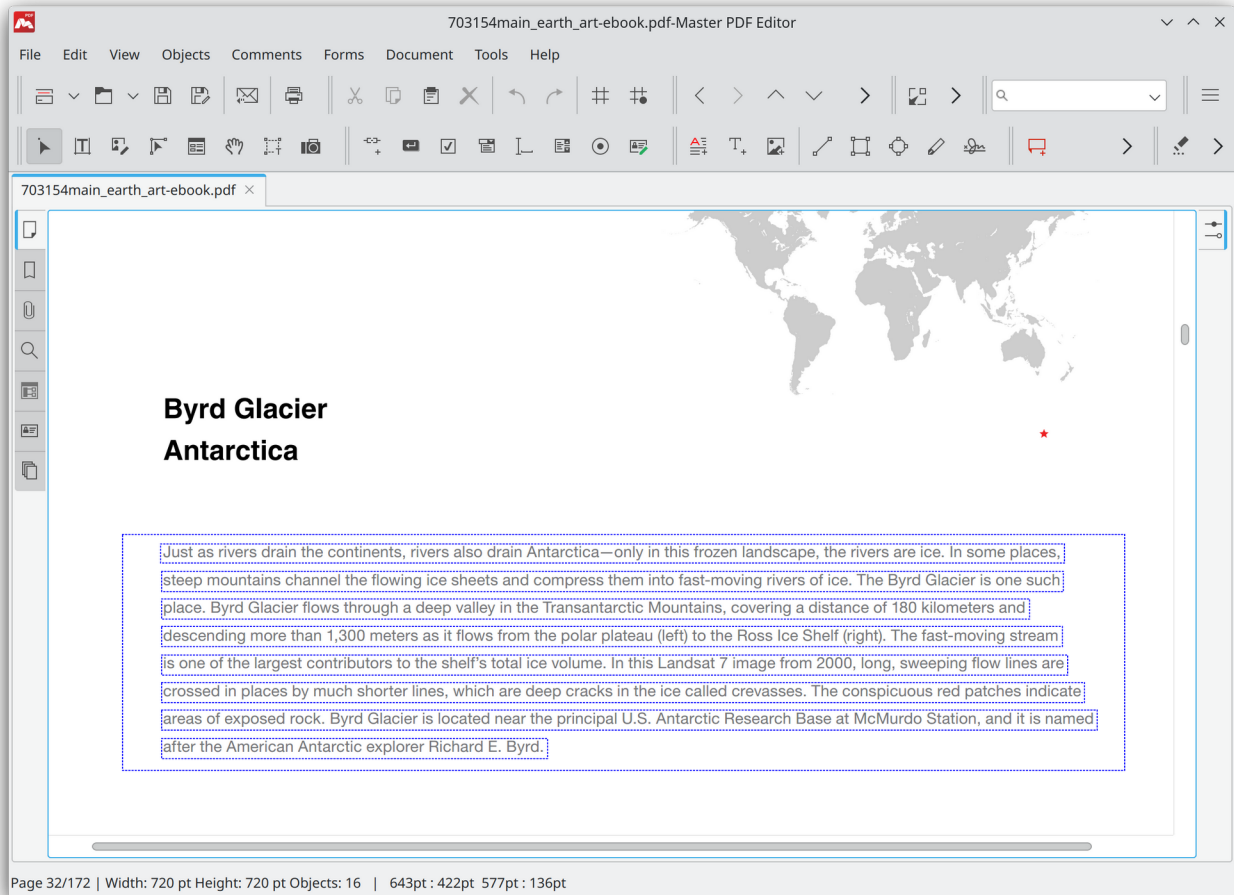 703154main_earth_art-ebook.pdf-Master PDF Editor
File Edit View Objects Comments Forms Document Tools Help
703154main_earth_art-ebook.pdf
Byrd Glacier
Antarctica
Just as rivers drain the continents, rivers also drain Antarctica—only in this frozen landscape, the rivers are ice. In some places,
steep mountains channel the flowing ice sheets and compress them into fast-moving rivers of ice. The Byrd Glacier is one such
place. Byrd Glacier flows through a deep valley in the Transantarctic Mountains, covering a distance of 180 kilometers and
descending more than 1,300 meters as it flows from the polar plateau (left) to the Ross Ice Shelf (right). The fast-moving stream
is one of the largest contributors to the shelf’s total ice volume. In this Landsat 7 image from 2000, long, sweeping flow lines are
crossed in places by much shorter lines, which are deep cracks in the ice called crevasses. The conspicuous red patches indicate
areas of exposed rock. Byrd Glacier is located near the principal U.S. Antarctic Research Base at McMurdo Station, and it is named
after the American Antarctic explorer Richard E. Byrd.
Page 32/172 | Width: 720 pt Height: 720 pt Objects: 16 | 643pt : 422pt 577pt : 136pt